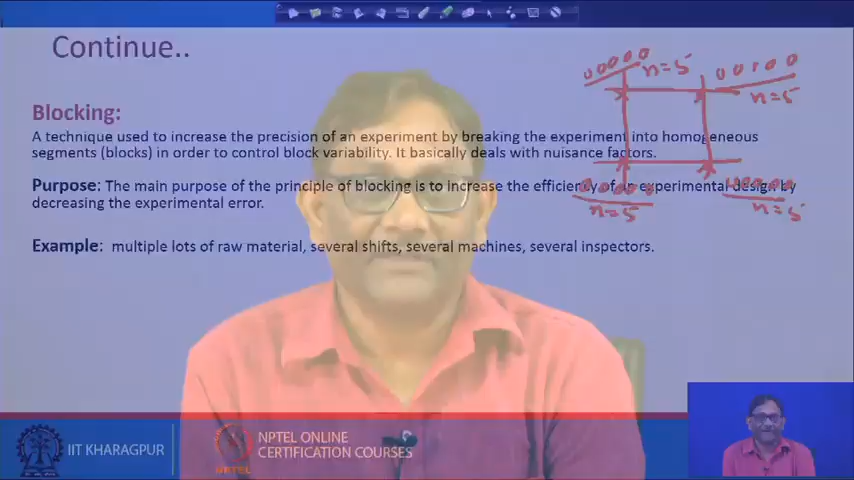 Continue..
00000
n=5
00000
n=5
Blocking:
A technique used to increase the precision of an experiment by breaking the experiment into homogeneous
segments (blocks) in order to control block variability. It basically deals with nuisance factors.
Purpose: The main purpose of the principle of blocking is to increase the efficiency of an experimental design by
decreasing the experimental error.
n=5
n=5
Example: multiple lots of raw material, several shifts, several machines, several inspectors.
IIT KHARAGPUR
NPTEL
NPTEL ONLINE
CERTIFICATION COURSES